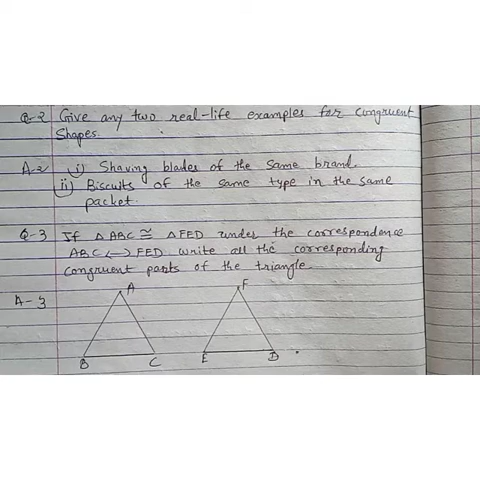 Q-2 Give any two real-life examples for congruent
Shapes.
A-2 i) Shaving blades of the same brand.
ii) Biscuits of the same type in the same
packet.
Q-3 If △ABC ≅ △FED under the correspondence
ABC ↔ FED write all the corresponding
congruent parts of the triangle.
A-3
A F
B C E D